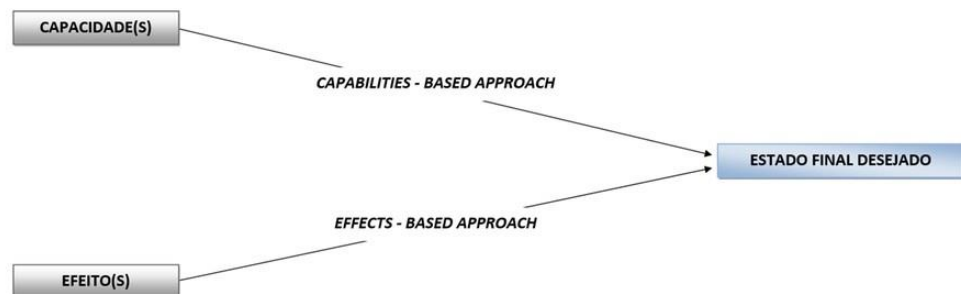 CAPACIDADE(S)
CAPABILITIES - BASED APPROACH
ESTADO FINAL DESEJADO
EFFECTS - BASED APPROACH
EFEITO(S)